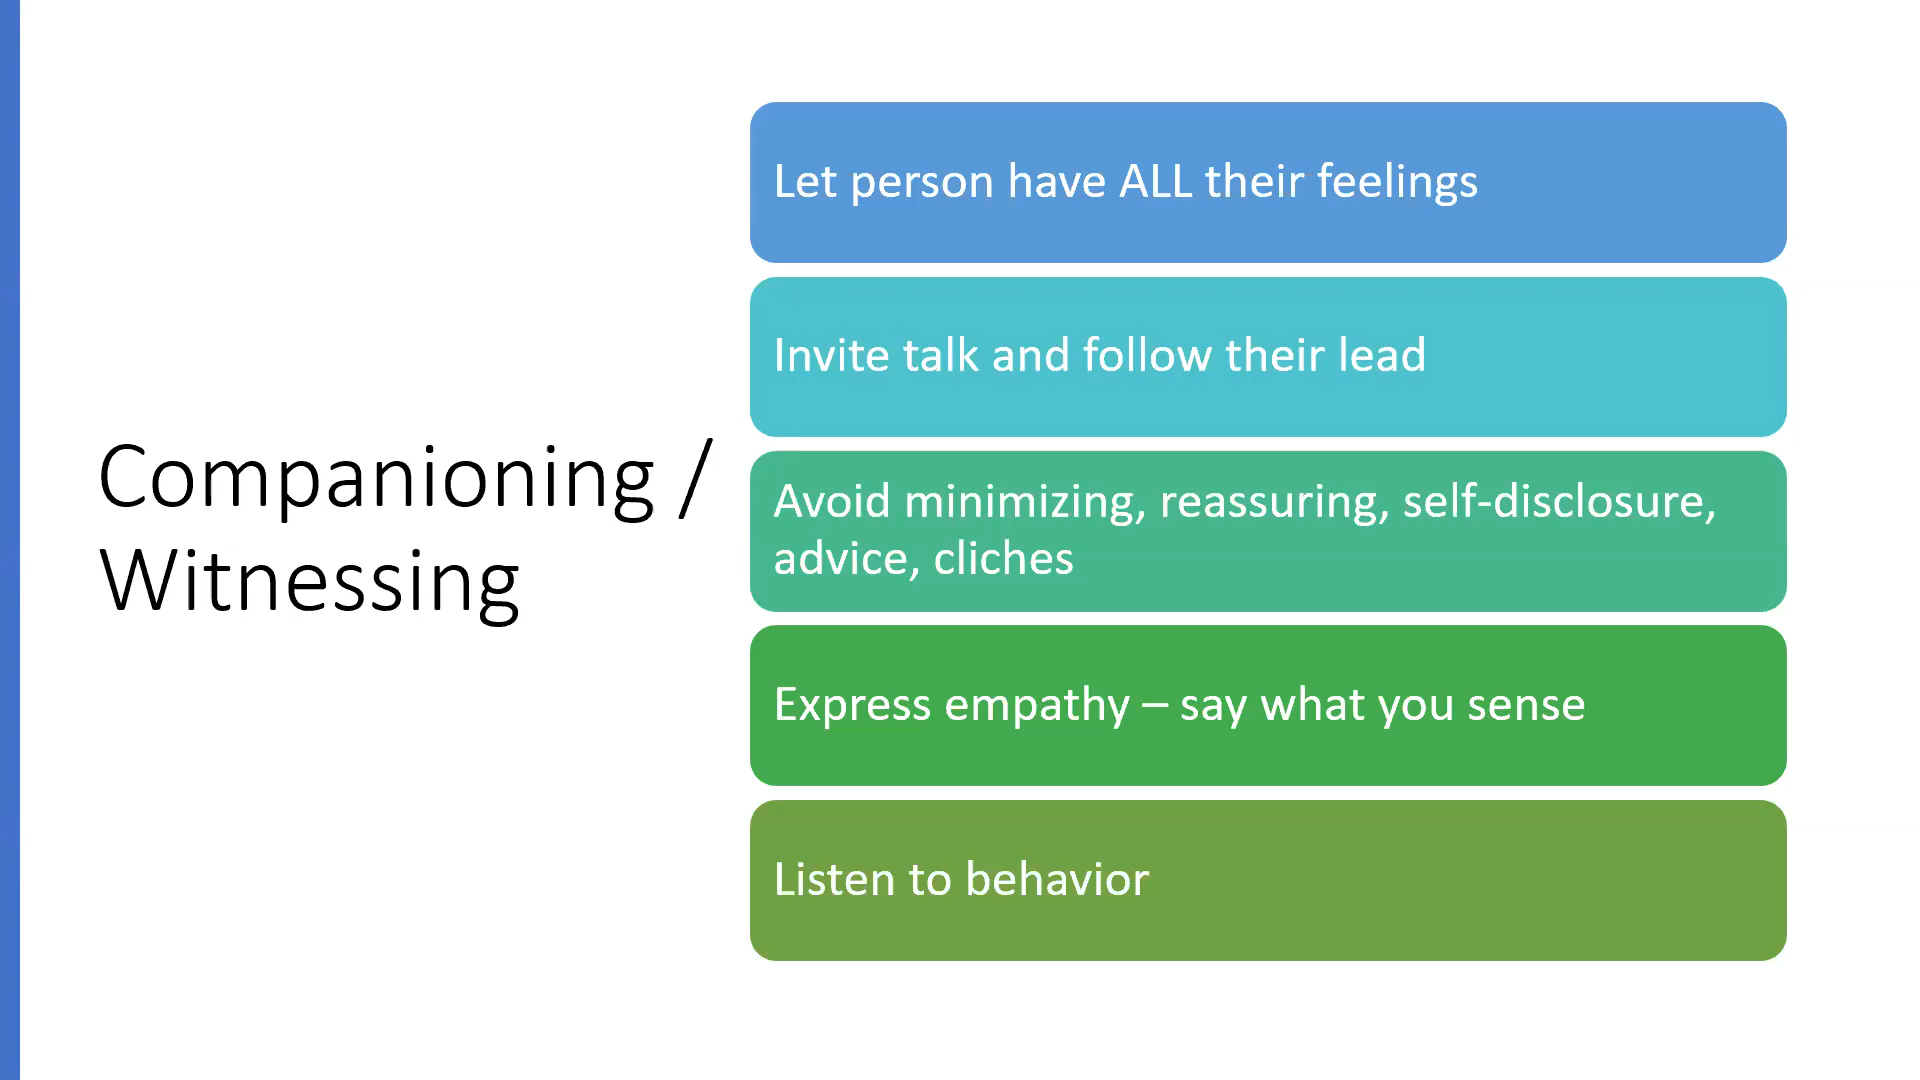 Companioning /
Witnessing
Let person have ALL their feelings
Invite talk and follow their lead
Avoid minimizing, reassuring, self-disclosure,
advice, cliches
Express empathy – say what you sense
Listen to behavior